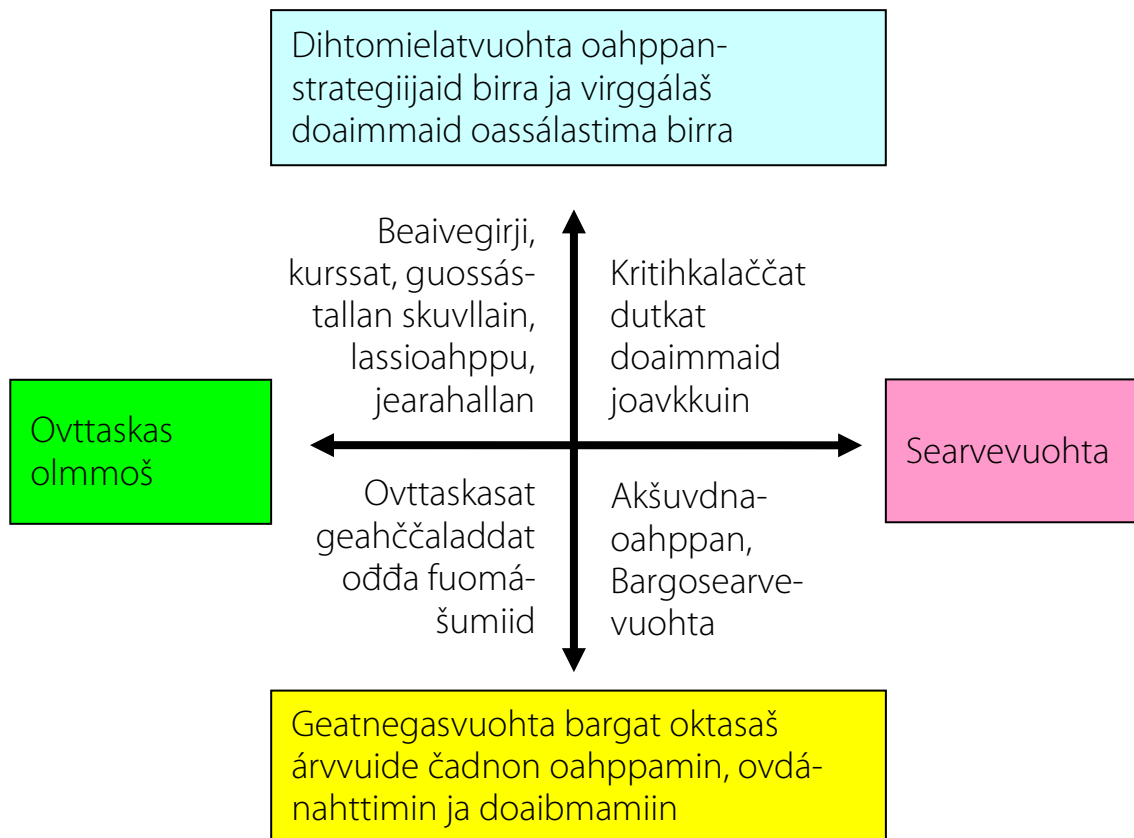 Dihtomielatvuohta oahppan-
strategiijaid birra ja virggálaš
doaimmaid oassálastima birra
Beaivegirji,
kurssat, guossás-
tallan skuvllain,
lassioahppu,
jearahallan
Kritihkalaččat
dutkat
doaimmaid
joavkkuin
Ovttaskas
olmmoš
Searvevuohta
Ovttaskasat
geahččaladdat
ođđa fuomá-
šumiid
Akšuvdna-
oahppan,
Bargosearve-
vuohta
Geatnegasvuohta bargat oktasaš
árvvuide čadnon oahppamin, ovdá-
nahttimin ja doaibmamiin